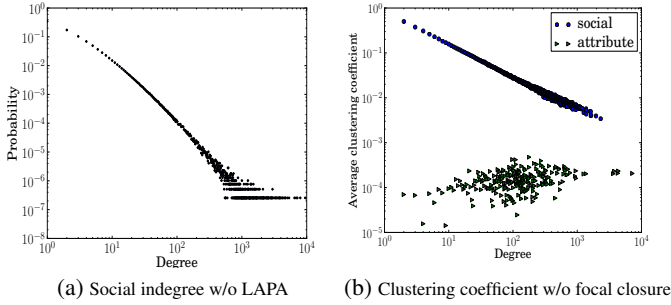 10^0
10^-1
10^-2
10^-3
10^-4
10^-5
10^-6
10^-7
10^-8
Probability
10^0 10^1 10^2 10^3 10^4
Degree
(a) Social indegree w/o LAPA
10^0
10^-1
10^-2
10^-3
10^-4
10^-5
Average clustering coefficient
social
attribute
10^0 10^1 10^2 10^3 10^4
Degree
(b) Clustering coefficient w/o focal closure